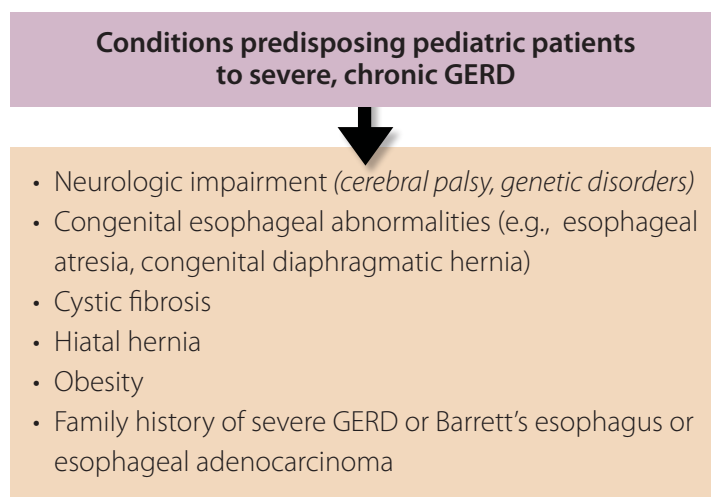 Conditions predisposing pediatric patients
to severe, chronic GERD
• Neurologic impairment (cerebral palsy, genetic disorders)
• Congenital esophageal abnormalities (e.g., esophageal
atresia, congenital diaphragmatic hernia)
• Cystic fibrosis
• Hiatal hernia
• Obesity
• Family history of severe GERD or Barrett’s esophagus or
esophageal adenocarcinoma